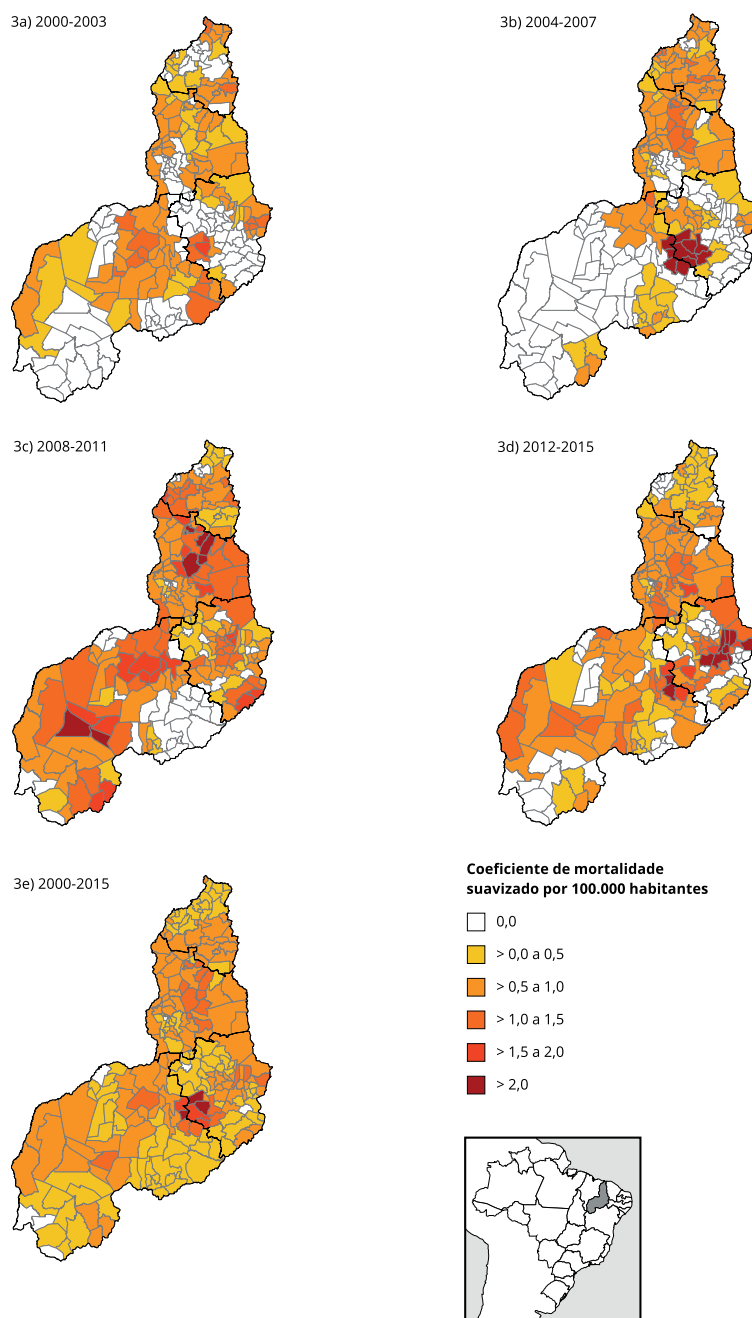 3a) 2000-2003
3b) 2004-2007
3c) 2008-2011
3d) 2012-2015
3e) 2000-2015
Coeficiente de mortalidade
suavizado por 100.000 habitantes
0,0
> 0,0 a 0,5
> 0,5 a 1,0
> 1,0 a 1,5
> 1,5 a 2,0
> 2,0